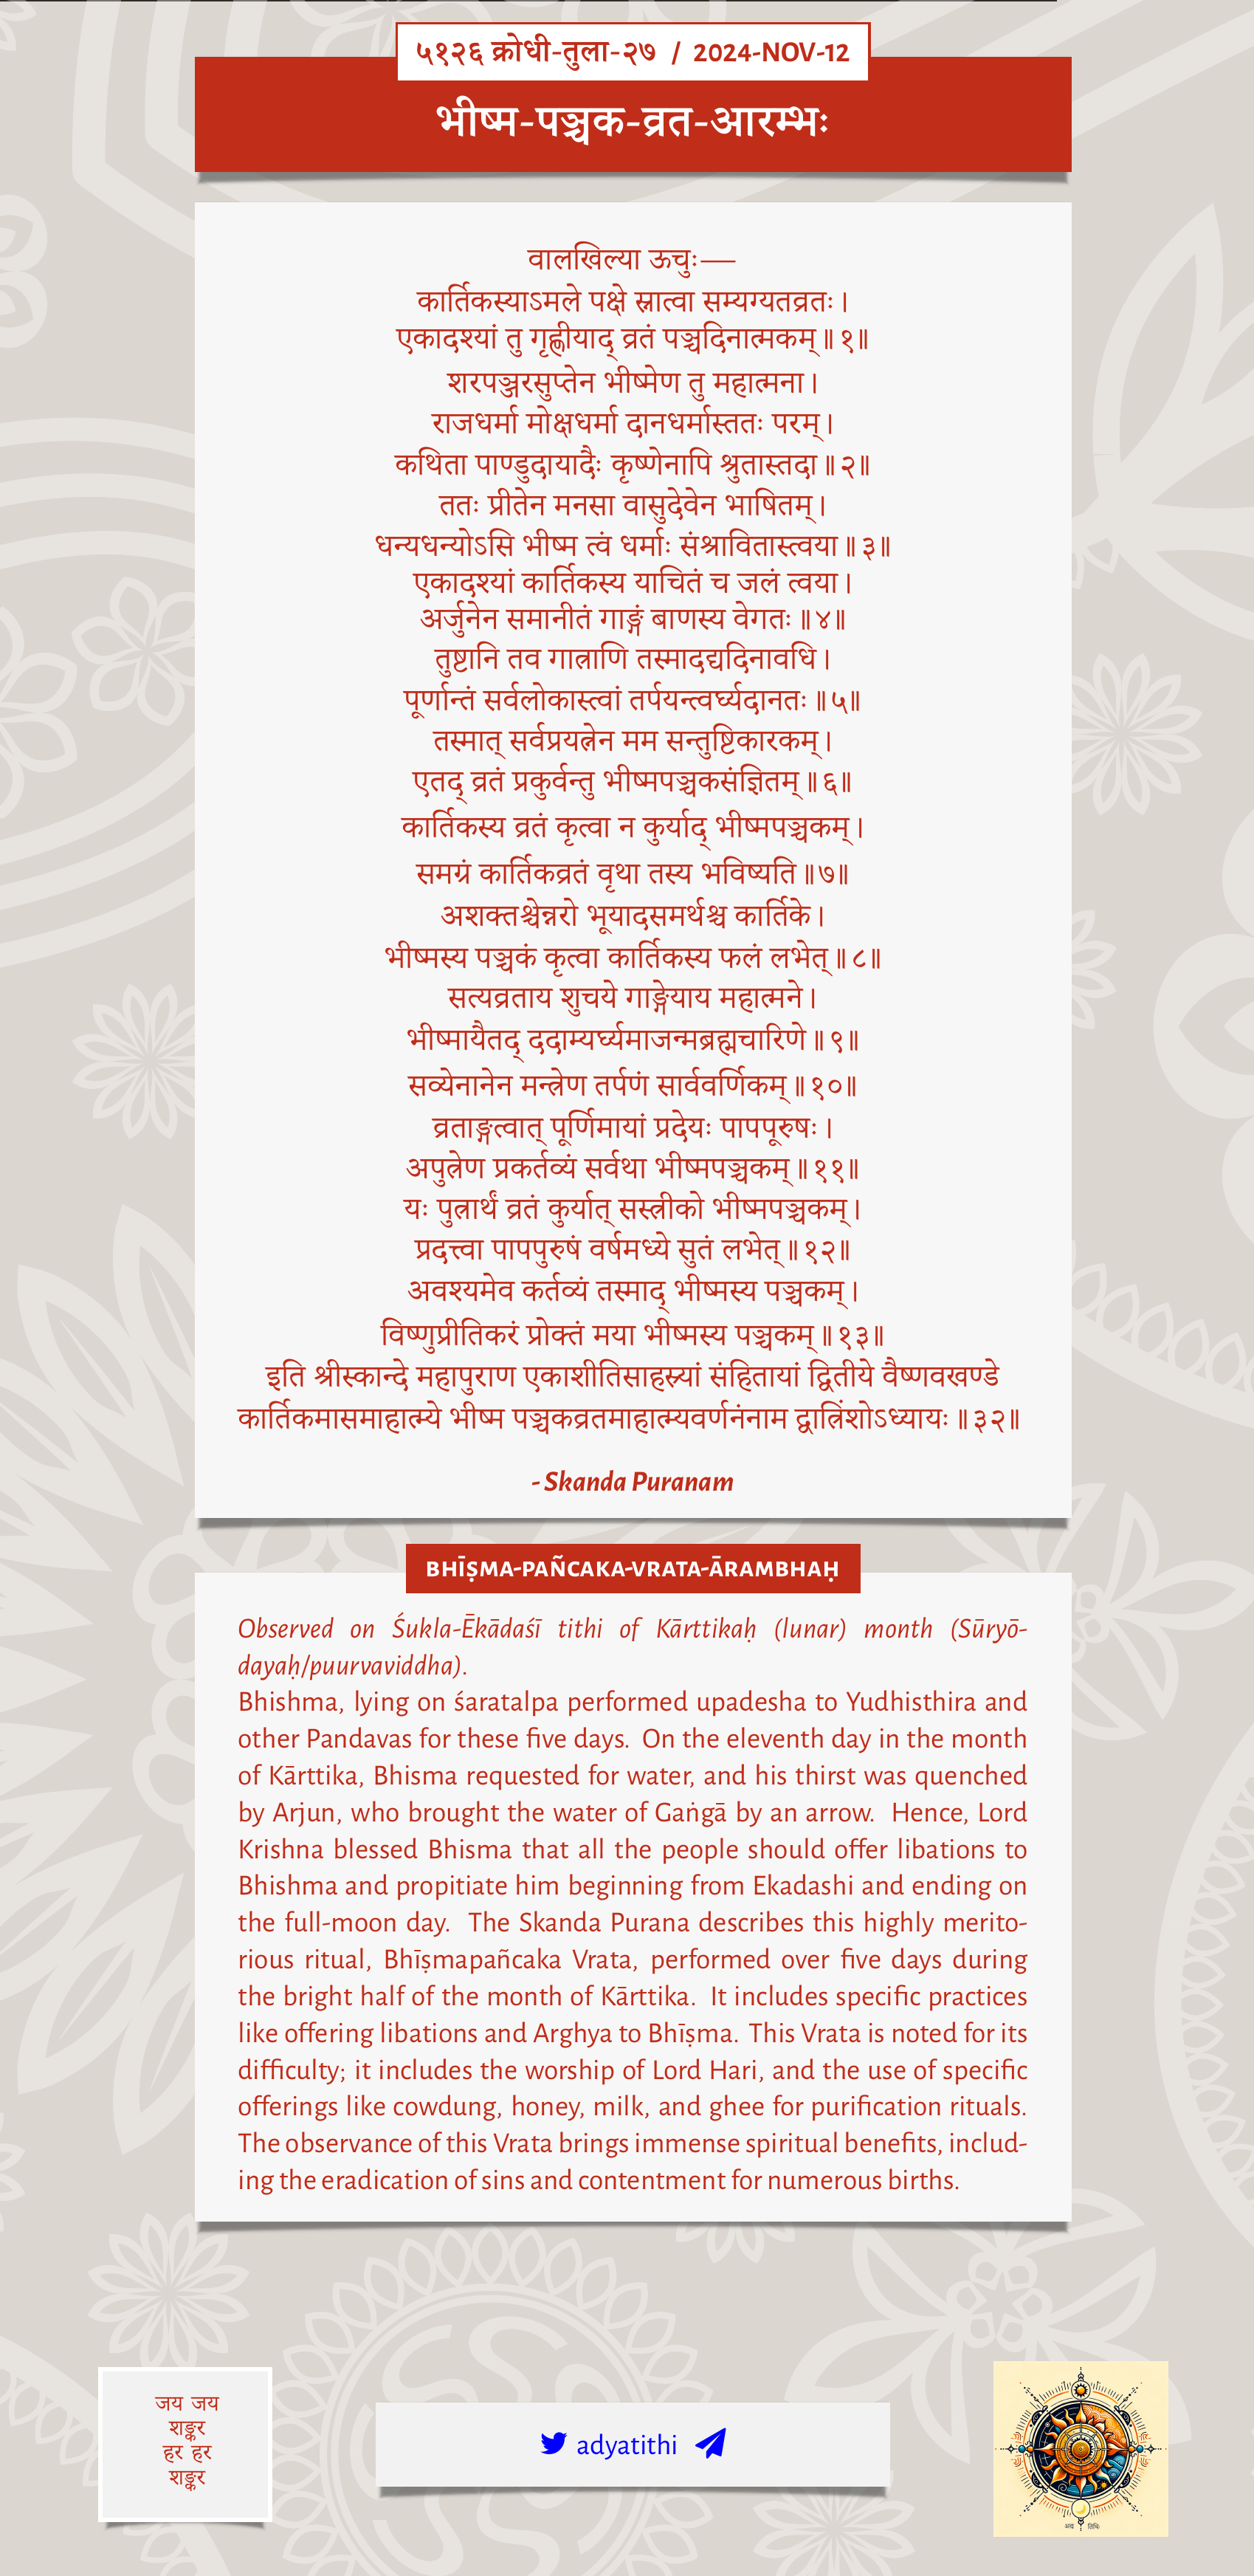 ५१२६ क्रोधी-तुला-२७ / 2024-NOV-12
भीष्म-पञ्चक-व्रत-आरम्भः
वालखिल्या ऊचुः—
कार्तिकस्याऽमले पक्षे स्नात्वा सम्यग्यतव्रतः।
एकादश्यां तु गृह्णीयाद् व्रतं पञ्चदिनात्मकम्॥१॥
शरपञ्जरसुप्तेन भीष्मेण तु महात्मना।
राजधर्मा मोक्षधर्मा दानधर्मास्ततः परम्।
कथिता पाण्डुदायादैः कृष्णेनापि श्रुतास्तदा॥२॥
ततः प्रीतेन मनसा वासुदेवेन भाषितम्।
धन्यधन्योऽसि भीष्म त्वं धर्माः संश्रावितास्त्वया॥३॥
एकादश्यां कार्तिकस्य याचितं च जलं त्वया।
अर्जुनेन समानीतं गाङ्गं बाणस्य वेगतः॥४॥
तुष्टानि तव गात्राणि तस्मादद्यदिनावधि।
पूर्णान्तं सर्वलोकास्त्वां तर्पयन्त्वर्घ्यदानतः॥५॥
तस्मात् सर्वप्रयत्नेन मम सन्तुष्टिकारकम्।
एतद् व्रतं प्रकुर्वन्तु भीष्मपञ्चकसंज्ञितम्॥६॥
कार्तिकस्य व्रतं कृत्वा न कुर्याद् भीष्मपञ्चकम्।
समग्रं कार्तिकव्रतं वृथा तस्य भविष्यति॥७॥
अशक्तश्चेन्नरो भूयादसमर्थश्च कार्तिके।
भीष्मस्य पञ्चकं कृत्वा कार्तिकस्य फलं लभेत्॥८॥
सत्यव्रताय शुचये गाङ्गेयाय महात्मने।
भीष्मायैतद् ददाम्यर्घ्यमाजन्मब्रह्मचारिणे॥९॥
सव्येनानेन मन्त्रेण तर्पणं सार्ववर्णिकम्॥१०॥
व्रताङ्गत्वात् पूर्णिमायां प्रदेयः पापपूरुषः।
अपुत्रेण प्रकर्तव्यं सर्वथा भीष्मपञ्चकम्॥११॥
यः पुत्रार्थं व्रतं कुर्यात् सस्त्रीको भीष्मपञ्चकम्।
प्रदत्त्वा पापपुरुषं वर्षमध्ये सुतं लभेत्॥१२॥
अवश्यमेव कर्तव्यं तस्माद् भीष्मस्य पञ्चकम्।
विष्णुप्रीतिकरं प्रोक्तं मया भीष्मस्य पञ्चकम्॥१३॥
इति श्रीस्कान्दे महापुराण एकाशीतिसाहस्र्यां संहितायां द्वितीये वैष्णवखण्डे
कार्तिकमासमाहात्म्ये भीष्म पञ्चकव्रतमाहात्म्यवर्णनंनाम द्वात्रिंशोऽध्यायः॥३२॥
- Skanda Puranam
BHĪṢMA-PAÑCAKA-VRATA-ĀRAMBHAḤ
Observed on Śukla-Ēkādaśī tithi of Kārttikaḥ (lunar) month (Sūryō-
dayaḥ/puurvaviddha).
Bhishma, lying on śaratalpa performed upadesha to Yudhisthira and
other Pandavas for these five days. On the eleventh day in the month
of Kārttika, Bhisma requested for water, and his thirst was quenched
by Arjun, who brought the water of Gaṅgā by an arrow. Hence, Lord
Krishna blessed Bhisma that all the people should offer libations to
Bhishma and propitiate him beginning from Ekadashi and ending on
the full-moon day. The Skanda Purana describes this highly merito-
rious ritual, Bhīṣmapañcaka Vrata, performed over five days during
the bright half of the month of Kārttika. It includes specific practices
like offering libations and Arghya to Bhīṣma. This Vrata is noted for its
difficulty; it includes the worship of Lord Hari, and the use of specific
offerings like cowdung, honey, milk, and ghee for purification rituals.
The observance of this Vrata brings immense spiritual benefits, includ-
ing the eradication of sins and contentment for numerous births.
जय जय
शङ्कर
हर हर
शङ्कर
adyatithi
अद्य तिथिः